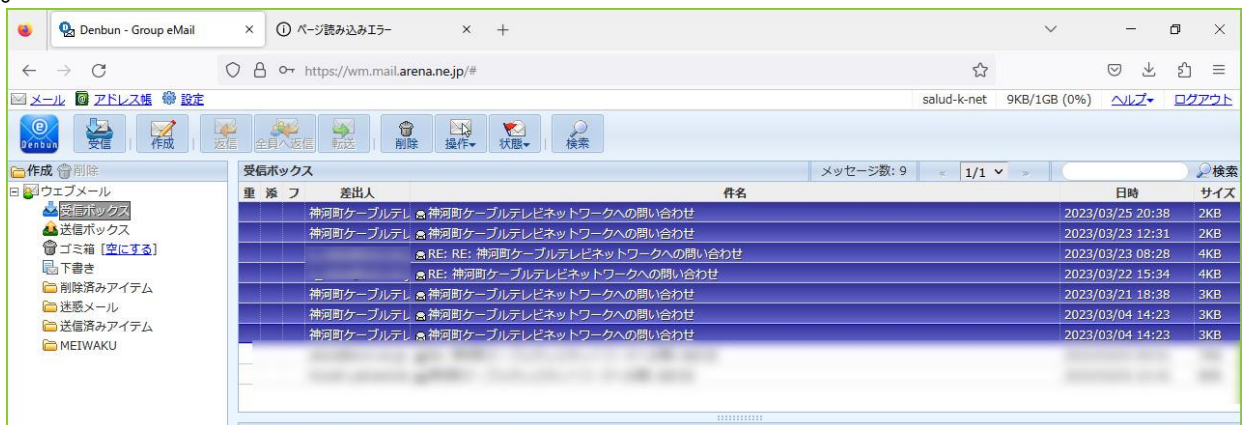 Denbun - Group eMail
ページ読み込みエラー
https://wm.mail.arena.ne.jp/#
メール アドレス帳 設定 salud-k-net 9KB/1GB (0%) ヘルプ ログアウト
Denbun 受信 作成 返信 全員へ返信 転送 削除 操作 状態 検索
作成 削除 受信ボックス メッセージ数: 9 « 1/1 » 検索
重 添 フ 差出人 件名 日時 サイズ
ウェブメール
受信ボックス
送信ボックス
ゴミ箱 [空にする]
下書き
削除済みアイテム
迷惑メール
送信済みアイテム
MEIWAKU
神河町ケーブルテレ 神河町ケーブルテレビネットワークへの問い合わせ 2023/03/25 20:38 2KB
神河町ケーブルテレ 神河町ケーブルテレビネットワークへの問い合わせ 2023/03/23 12:31 2KB
RE: RE: 神河町ケーブルテレビネットワークへの問い合わせ 2023/03/23 08:28 4KB
RE: 神河町ケーブルテレビネットワークへの問い合わせ 2023/03/22 15:34 4KB
神河町ケーブルテレ 神河町ケーブルテレビネットワークへの問い合わせ 2023/03/21 18:38 3KB
神河町ケーブルテレ 神河町ケーブルテレビネットワークへの問い合わせ 2023/03/04 14:23 3KB
神河町ケーブルテレ 神河町ケーブルテレビネットワークへの問い合わせ 2023/03/04 14:23 3KB